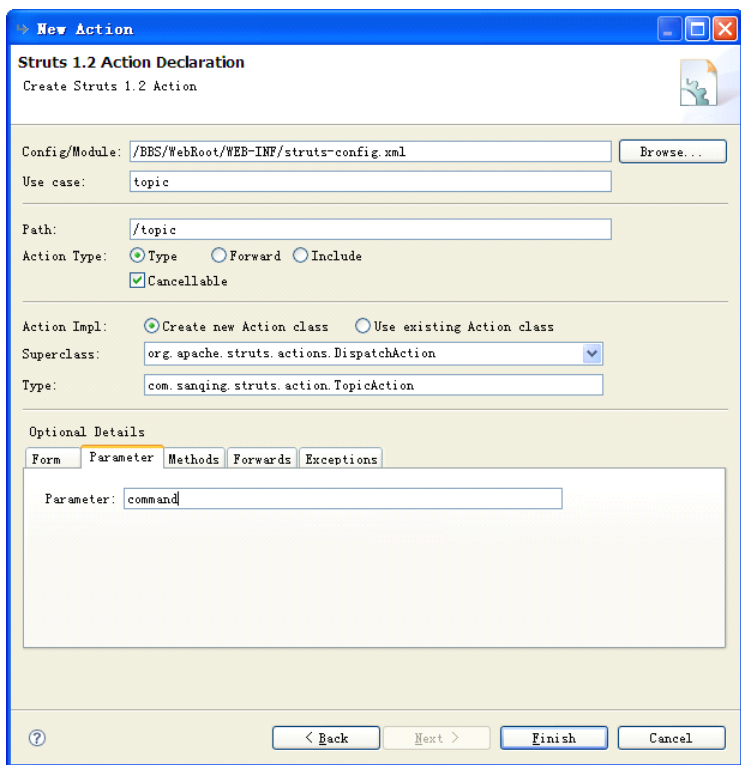 New Action
Struts 1.2 Action Declaration
Create Struts 1.2 Action
Config/Module: /BBS/WebRoot/WEB-INF/struts-config.xml Browse...
Use case: topic
Path: /topic
Action Type: Type Forward Include
Cancellable
Action Impl: Create new Action class Use existing Action class
Superclass: org.apache.struts.actions.DispatchAction
Type: com.sanqing.struts.action.TopicAction
Optional Details
Form Parameter Methods Forwards Exceptions
Parameter: command
? < Back Next > Finish Cancel